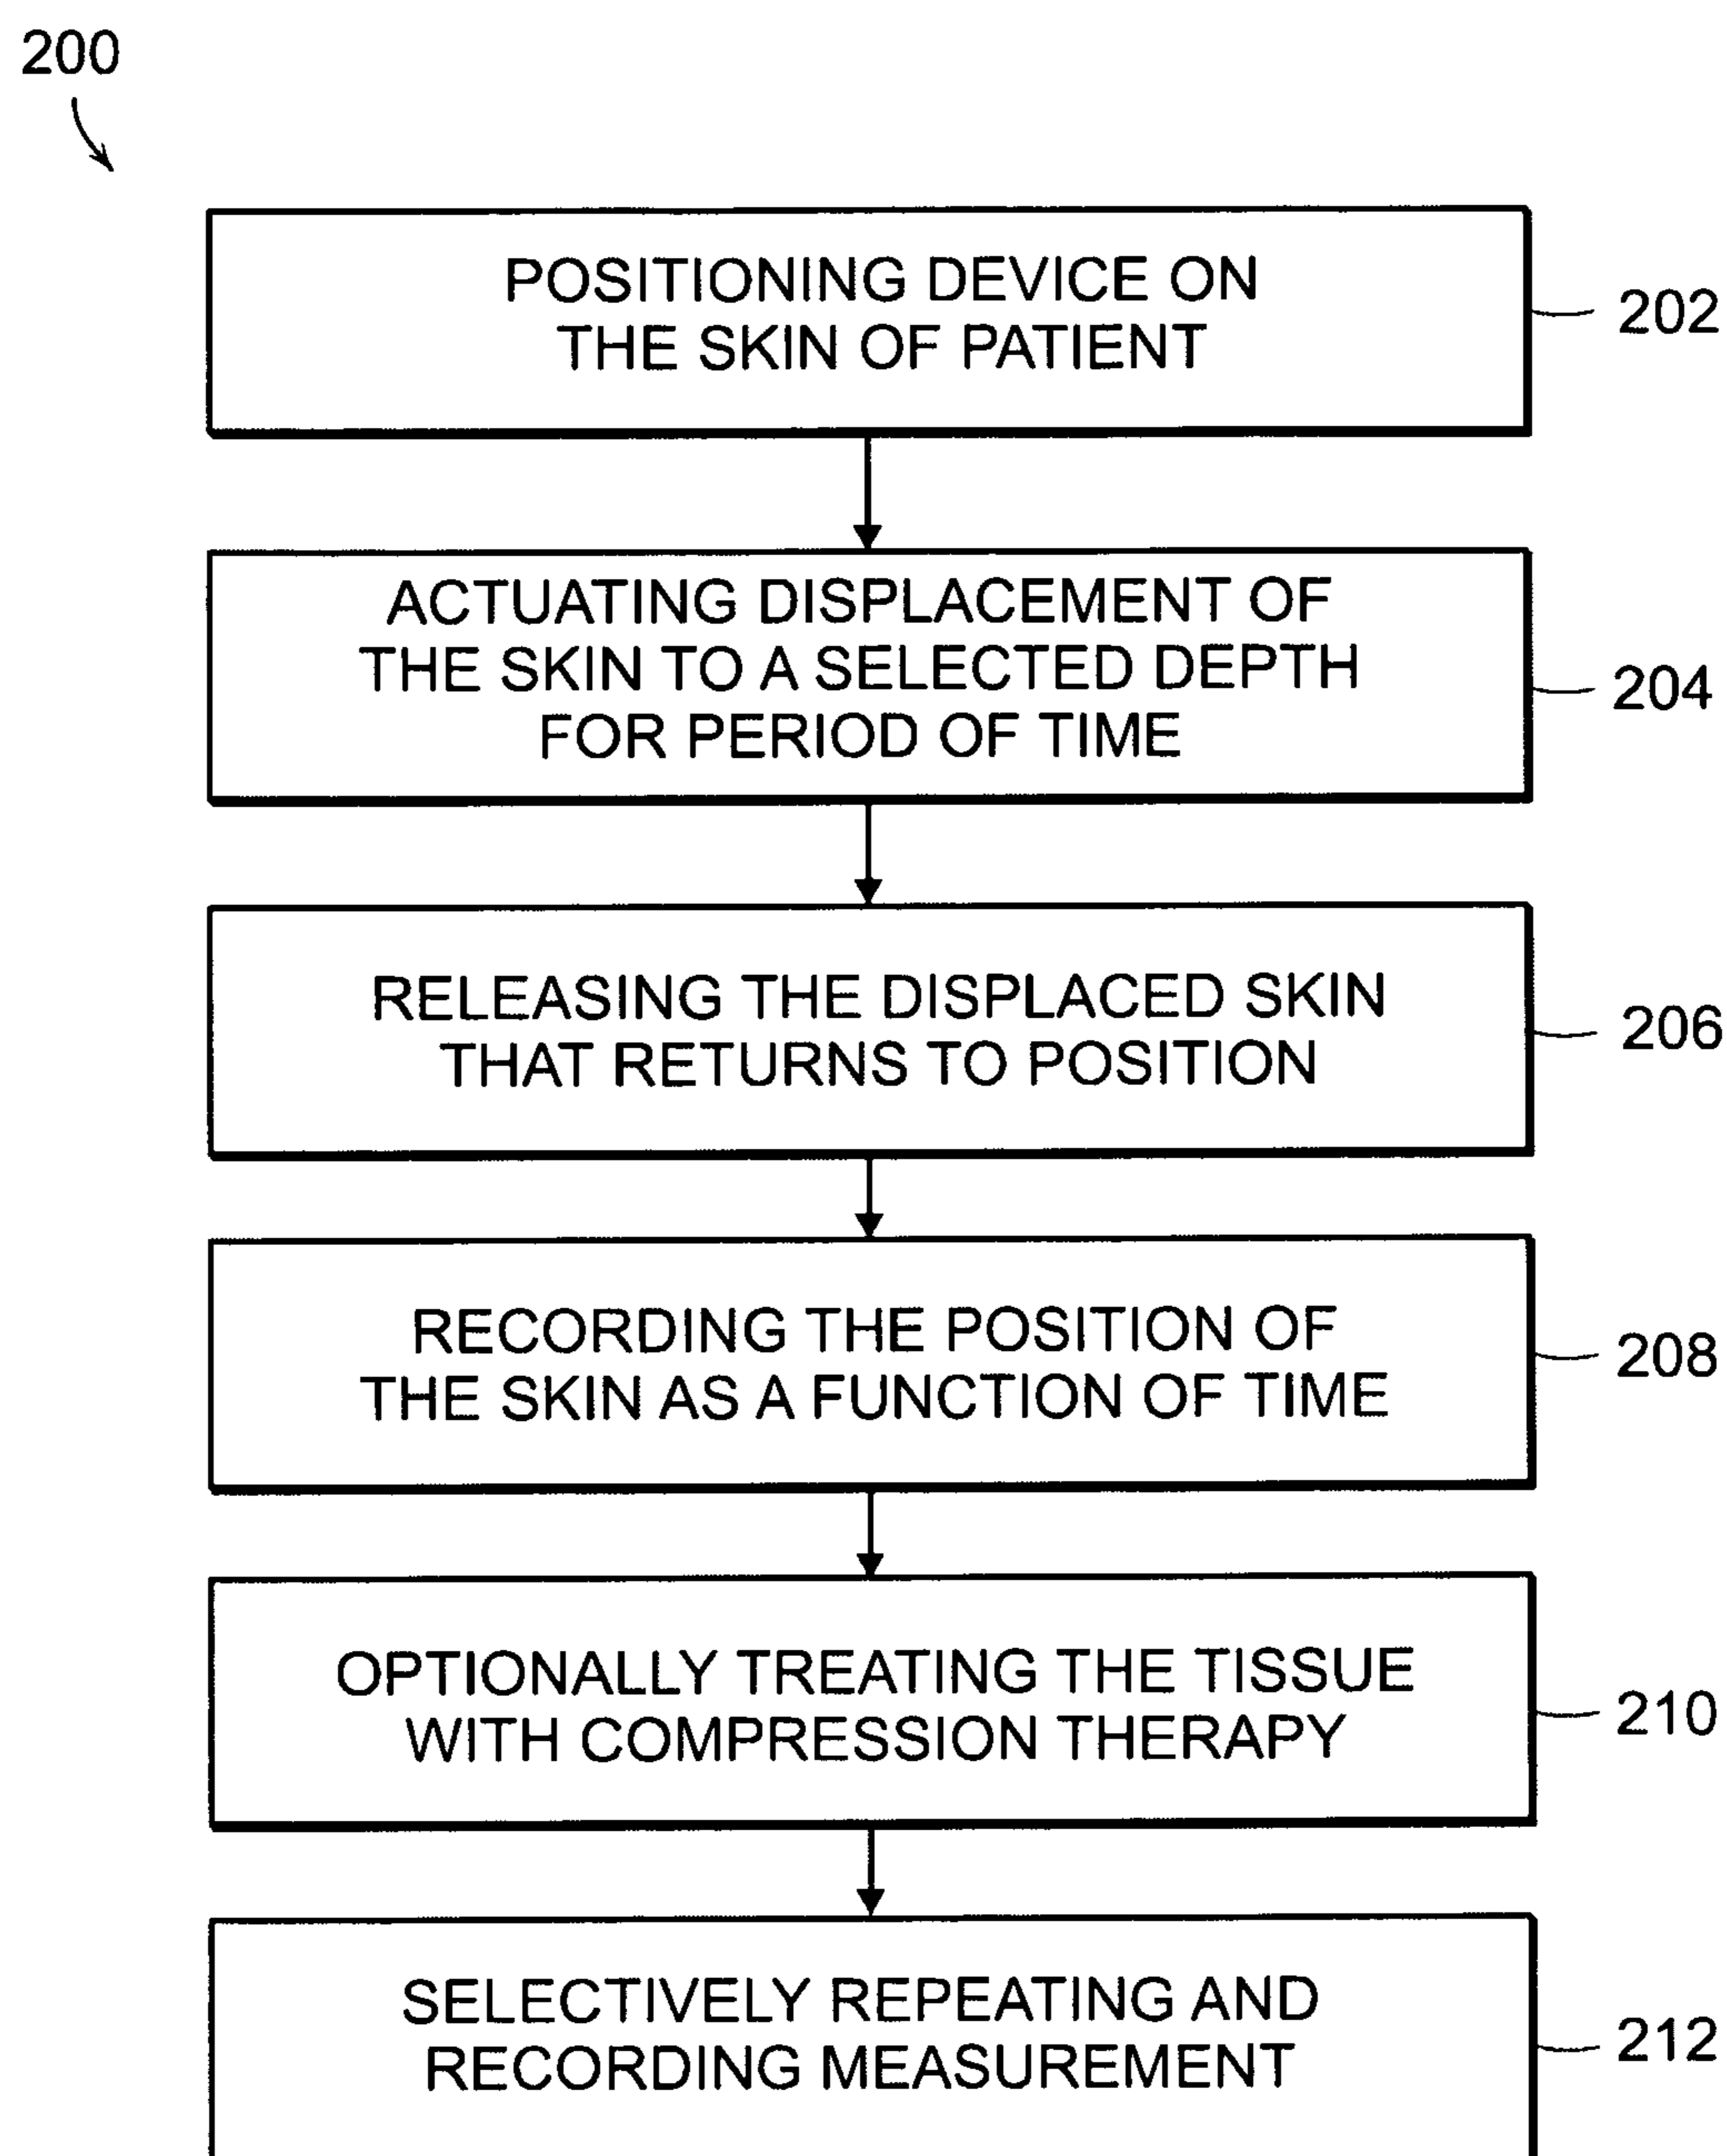 200
POSITIONING DEVICE ON
THE SKIN OF PATIENT
202
ACTUATING DISPLACEMENT OF
THE SKIN TO A SELECTED DEPTH
FOR PERIOD OF TIME
204
RELEASING THE DISPLACED SKIN
THAT RETURNS TO POSITION
206
RECORDING THE POSITION OF
THE SKIN AS A FUNCTION OF TIME
208
OPTIONALLY TREATING THE TISSUE
WITH COMPRESSION THERAPY
210
SELECTIVELY REPEATING AND
RECORDING MEASUREMENT
212